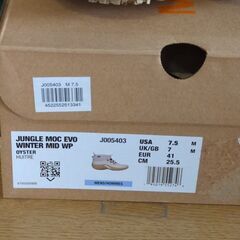 J005403 M 7.5
JUNGLE MOC EVO
WINTER MID WP
OYSTER
HUITRE
J005403
MENS/HOMMES
USA 7.5 M
UK/GB 7 M
EUR 41
CM 25.5